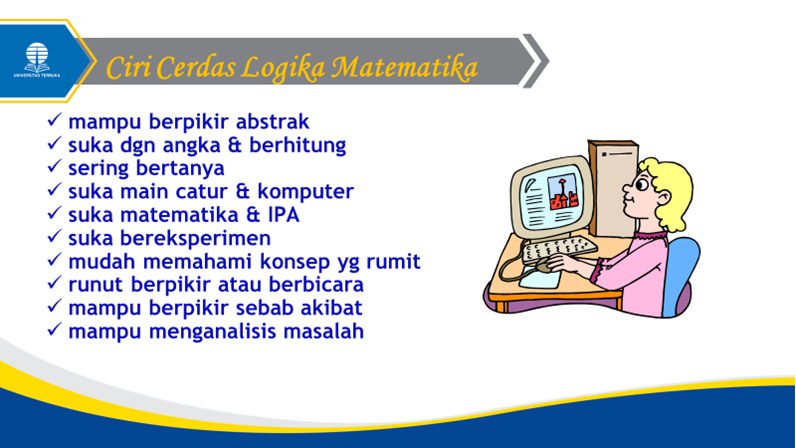 UNIVERSITAS TERBUKA
Ciri Cerdas Logika Matematika
✓ mampu berpikir abstrak
✓ suka dgn angka & berhitung
✓ sering bertanya
✓ suka main catur & komputer
✓ suka matematika & IPA
✓ suka bereksperimen
✓ mudah memahami konsep yg rumit
✓ runut berpikir atau berbicara
✓ mampu berpikir sebab akibat
✓ mampu menganalisis masalah